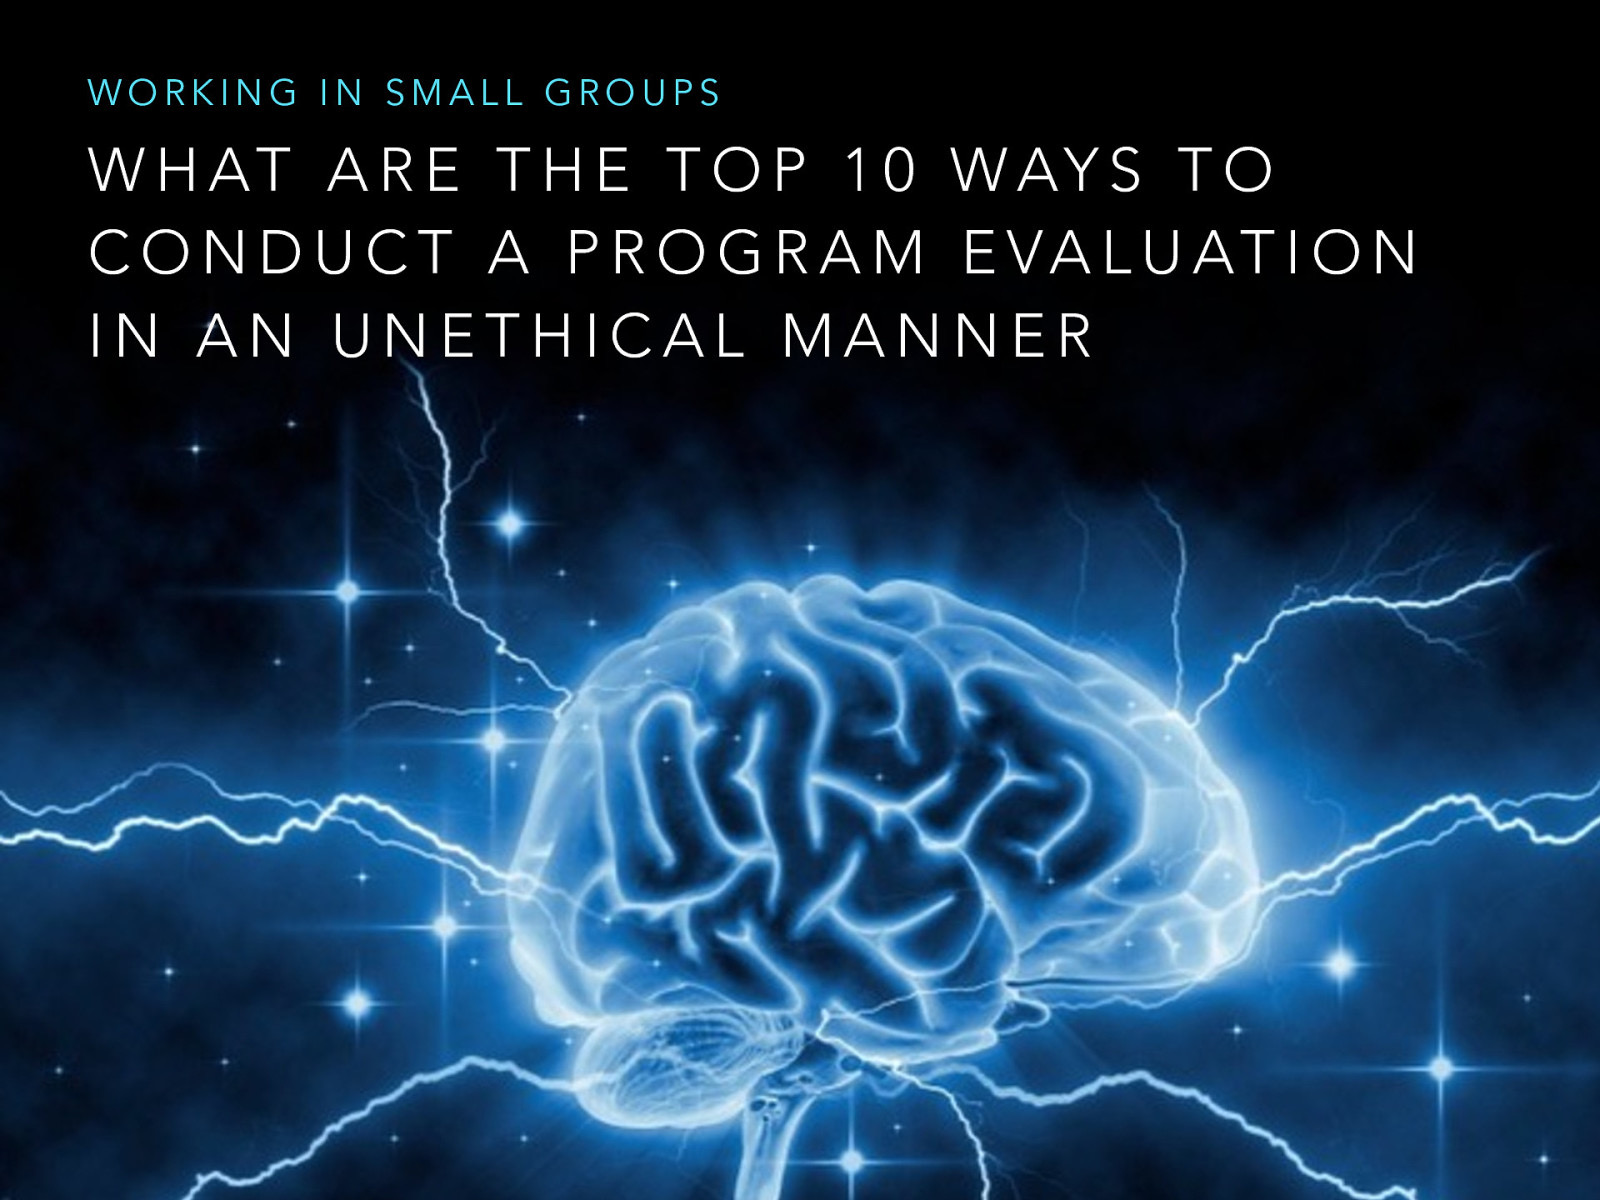 WORKING IN SMALL GROUPS
WHAT ARE THE TOP 10 WAYS TO
CONDUCT A PROGRAM EVALUATION
IN AN UNETHICAL MANNER